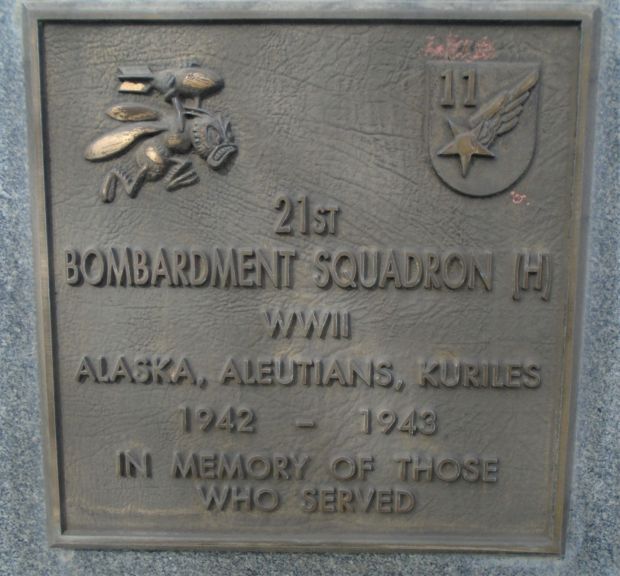 11
21ST
BOMBARDMENT SQUADRON (H)
WWII
ALASKA, ALEUTIANS, KURILES
1942 – 1943
IN MEMORY OF THOSE
WHO SERVED